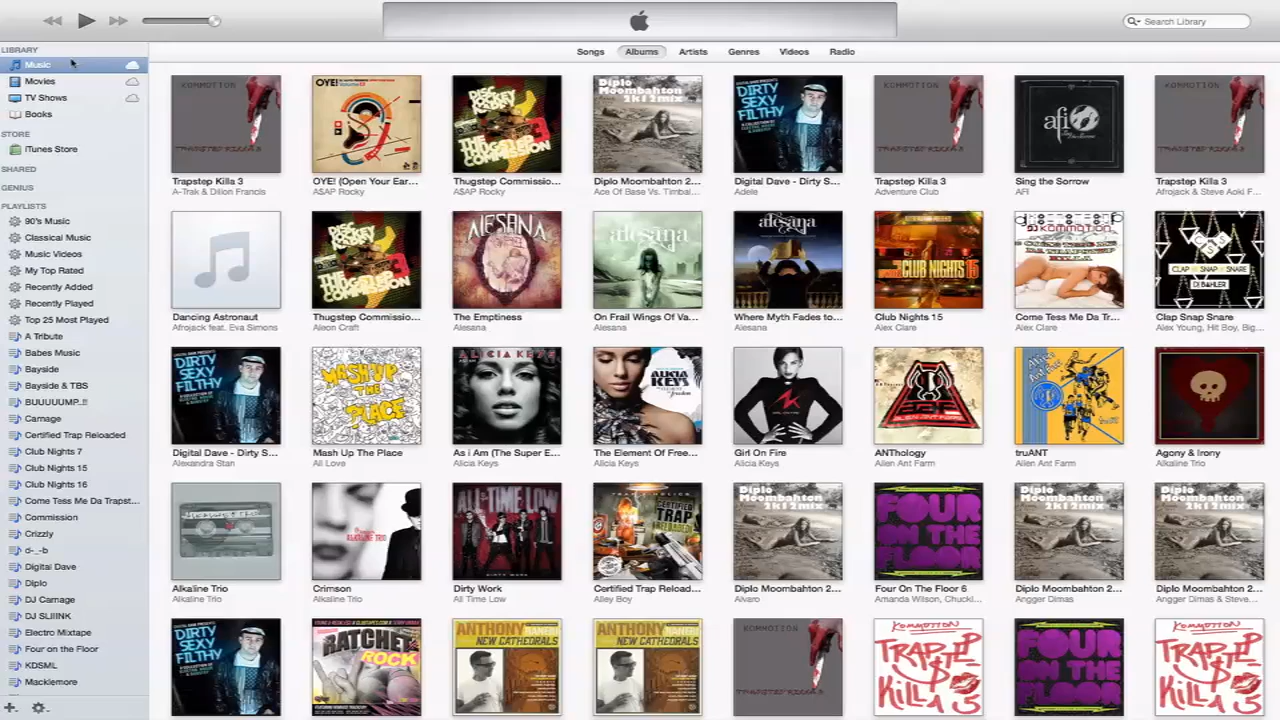 Search Library
LIBRARY
Music
Movies
TV Shows
Books
STORE
iTunes Store
SHARED
GENIUS
PLAYLISTS
90's Music
Classical Music
Music Videos
My Top Rated
Recently Added
Recently Played
Top 25 Most Played
A Tribute
Babes Music
Bayside
Bayside & TBS
BUUUUUMP..!!
Carnage
Certified Trap Reloaded
Club Nights 7
Club Nights 15
Club Nights 16
Come Tess Me Da Trapst...
Commission
Crizzly
d-_-b
Digital Dave
Diplo
DJ Carnage
DJ SLIINK
Electro Mixtape
Four on the Floor
KDSML
Macklemore
Songs Albums Artists Genres Videos Radio
Trapstep Killa 3
A-Trak & Dillon Francis
OYE! (Open Your Ear...
A$AP Rocky
Thugstep Commissio...
A$AP Rocky
Diplo Moombahton 2...
Ace Of Base Vs. Timbal...
Digital Dave - Dirty S...
Adele
Trapstep Killa 3
Adventure Club
Sing the Sorrow
AFI
Trapstep Killa 3
Afrojack & Steve Aoki F...
Dancing Astronaut
Afrojack feat. Eva Simons
Thugstep Commissio...
Aleon Craft
The Emptiness
Alesana
On Frail Wings Of Va...
Alesana
Where Myth Fades to...
Alesana
Club Nights 15
Alex Clare
Come Tess Me Da Tr...
Alex Clare
Clap Snap Snare
Alex Young, Hit Boy, Big...
Digital Dave - Dirty S...
Alexandra Stan
Mash Up The Place
Ali Love
As i Am (The Super E...
Alicia Keys
The Element Of Free...
Alicia Keys
Girl On Fire
Alicia Keys
ANThology
Alien Ant Farm
truANT
Alien Ant Farm
Agony & Irony
Alkaline Trio
Alkaline Trio
Alkaline Trio
Crimson
Alkaline Trio
Dirty Work
All Time Low
Certified Trap Reload...
Alley Boy
Diplo Moombahton 2...
Alvaro
Four On The Floor 6
Amanda Wilson, Chucki...
Diplo Moombahton 2...
Angger Dimas
Diplo Moombahton 2...
Angger Dimas & Steve...